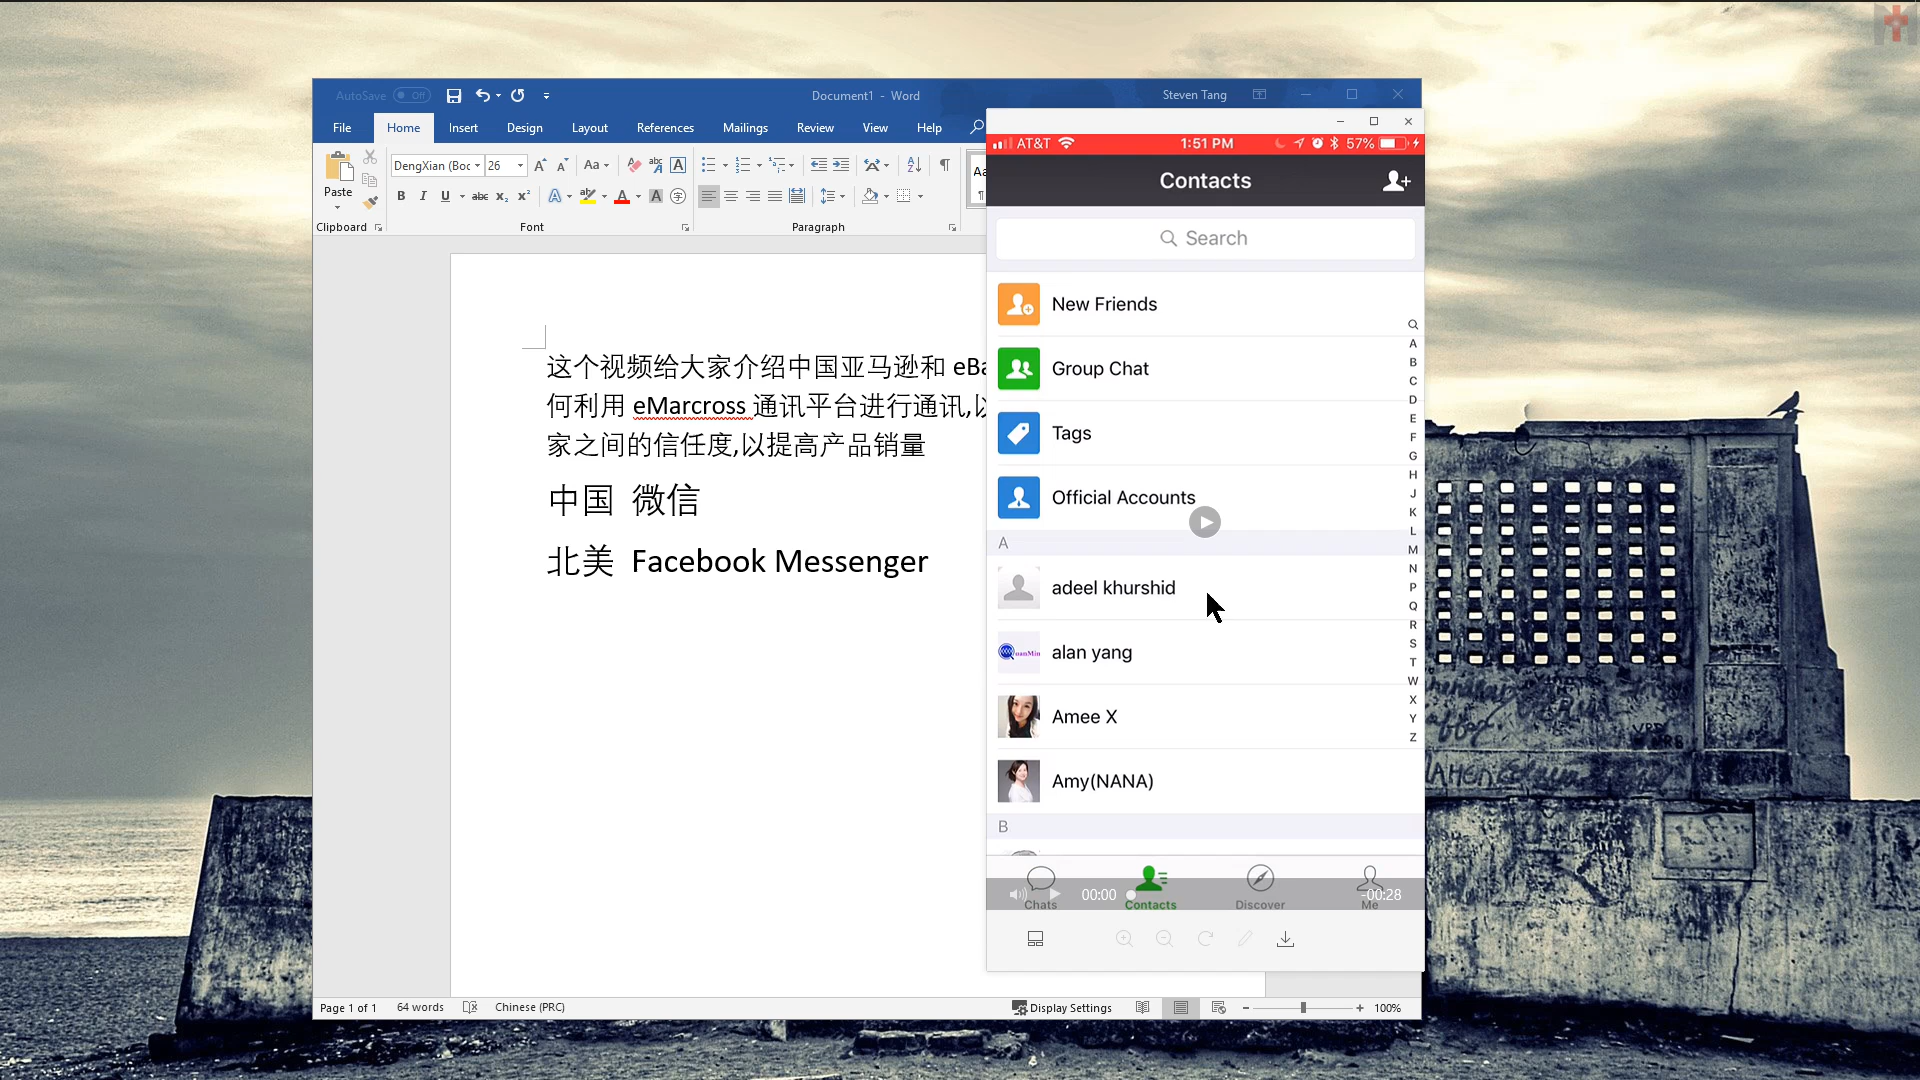 AutoSave Off
Document1 - Word
Steven Tang
File Home Insert Design Layout References Mailings Review View Help
DengXian (Boc 26
Paste
Clipboard Font Paragraph
这个视频给大家介绍中国亚马逊和 eBa
何利用 eMarcross 通讯平台进行通讯,以
家之间的信任度,以提高产品销量
中国 微信
北美 Facebook Messenger
Page 1 of 1 64 words Chinese (PRC)
Display Settings 100%
AT&T 1:51 PM 57%
Contacts
Search
New Friends
Group Chat
Tags
Official Accounts
A
adeel khurshid
alan yang
Amee X
Amy(NANA)
B
A
B
C
D
E
F
G
H
J
K
L
M
N
P
Q
R
S
T
W
X
Y
Z
00:00 -00:28
Chats Contacts Discover Me